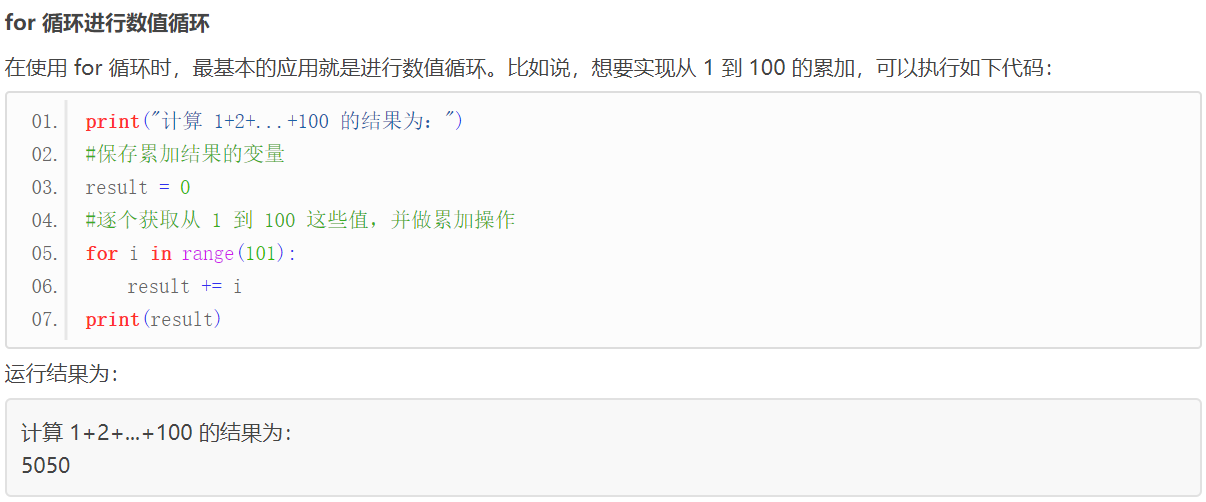 for 循环进行数值循环
在使用 for 循环时，最基本的应用就是进行数值循环。比如说，想要实现从 1 到 100 的累加，可以执行如下代码：
01. print("计算 1+2+...+100 的结果为：")
02. #保存累加结果的变量
03. result = 0
04. #逐个获取从 1 到 100 这些值，并做累加操作
05. for i in range(101):
06.     result += i
07. print(result)
运行结果为：
计算 1+2+...+100 的结果为：
5050